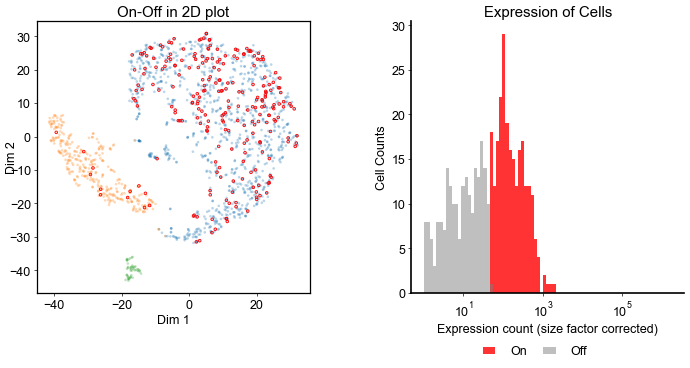 On-Off in 2D plot
30
20
10
0
−10
−20
−30
−40
Dim 2
−40
−20
0
20
Dim 1
Expression of Cells
30
25
20
15
10
5
0
Cell Counts
10^1
10^3
10^5
Expression count (size factor corrected)
On
Off